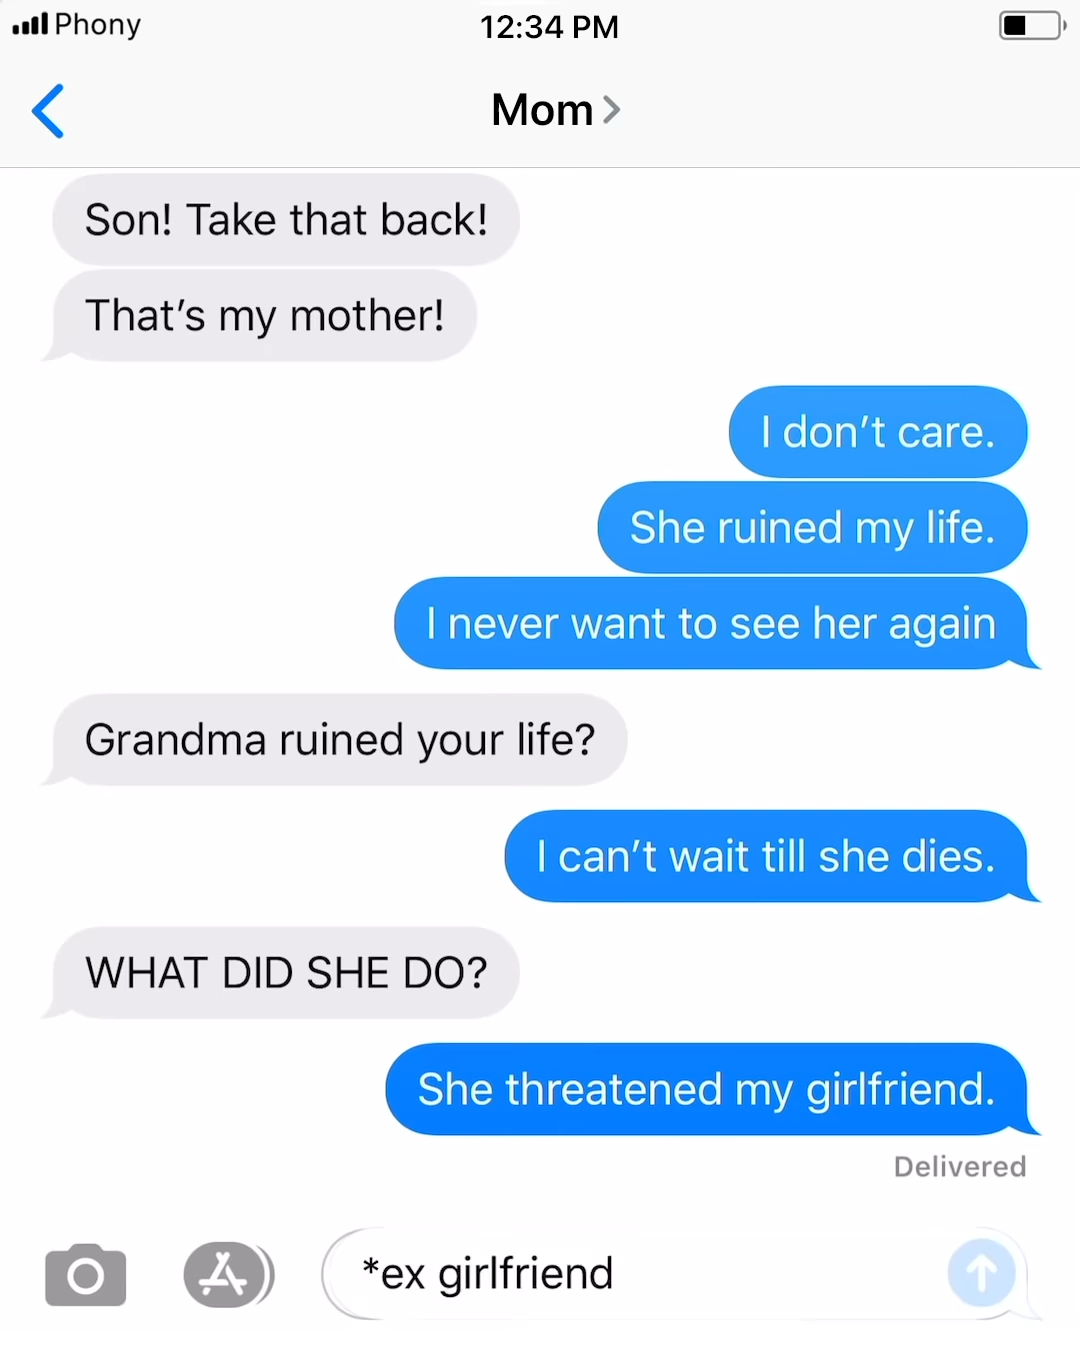 Phony
12:34 PM
Mom
Son! Take that back!
That’s my mother!
I don’t care.
She ruined my life.
I never want to see her again
Grandma ruined your life?
I can’t wait till she dies.
WHAT DID SHE DO?
She threatened my girlfriend.
Delivered
*ex girlfriend